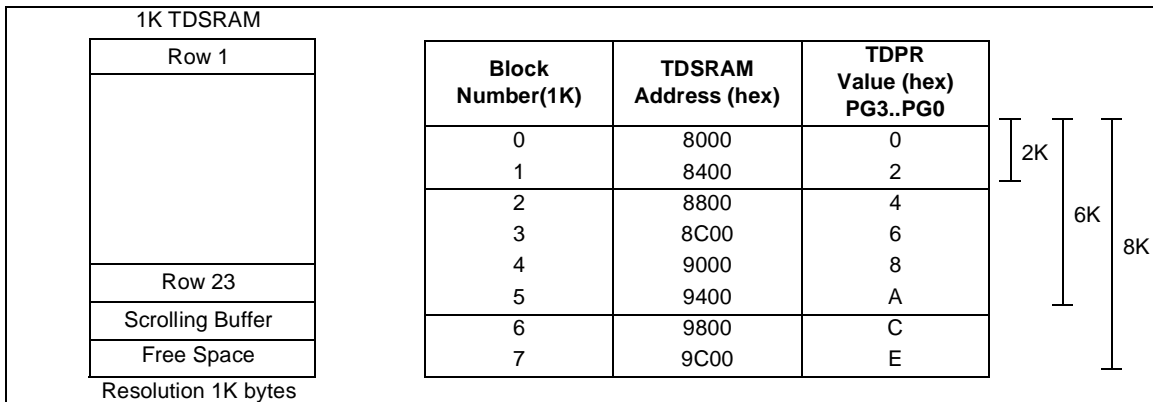 1K TDSRAM
Row 1
Row 23
Scrolling Buffer
Free Space
Resolution 1K bytes
Block Number(1K) TDSRAM Address (hex) TDPR Value (hex) PG3..PG0
0 8000 0
1 8400 2
2 8800 4
3 8C00 6
4 9000 8
5 9400 A
6 9800 C
7 9C00 E
2K
6K
8K